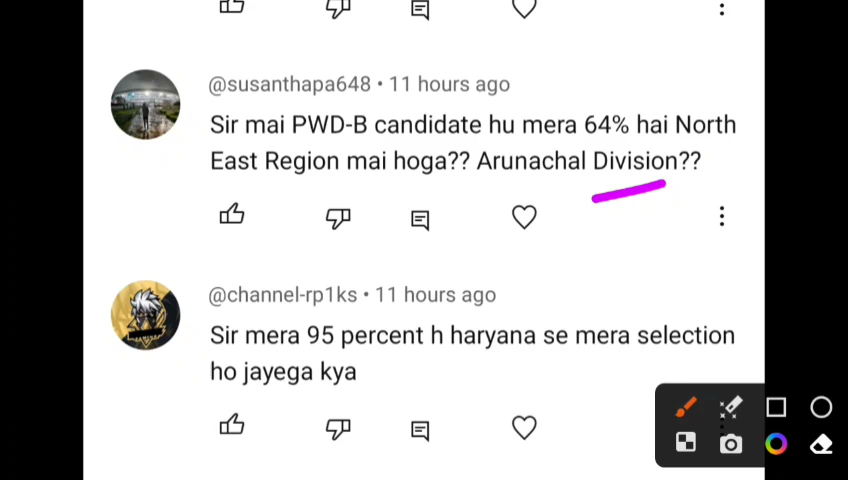 @susanthapa648 • 11 hours ago
Sir mai PWD-B candidate hu mera 64% hai North
East Region mai hoga?? Arunachal Division??
@channel-rp1ks • 11 hours ago
Sir mera 95 percent h haryana se mera selection
ho jayega kya